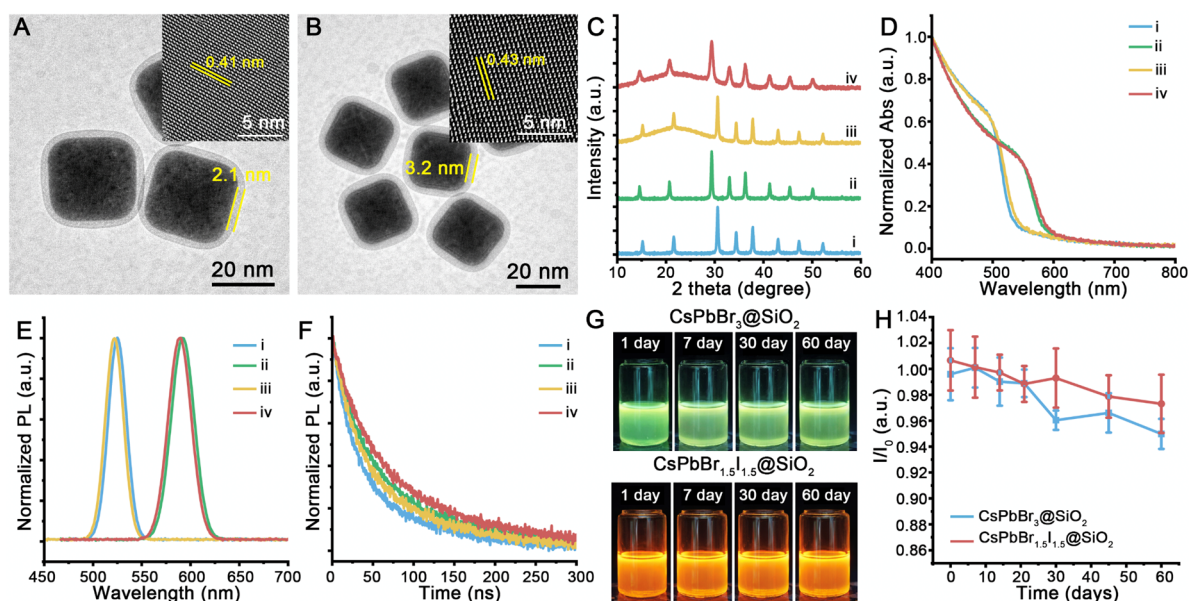 A
0.41 nm
5 nm
2.1 nm
20 nm
B
0.43 nm
5 nm
3.2 nm
20 nm
C
Intensity (a.u.)
iv
iii
ii
i
10 20 30 40 50 60
2 theta (degree)
D
Normalized Abs (a.u.)
1.0
0.8
0.6
0.4
0.2
0.0
i
ii
iii
iv
400 500 600 700 800
Wavelength (nm)
E
Normalized PL (a.u.)
i
ii
iii
iv
450 500 550 600 650 700
Wavelength (nm)
F
Normalized PL (a.u.)
i
ii
iii
iv
0 50 100 150 200 250 300
Time (ns)
G
CsPbBr₃@SiO₂
1 day 7 day 30 day 60 day
CsPbBr₁.₅I₁.₅@SiO₂
1 day 7 day 30 day 60 day
H
I/I₀ (a.u.)
1.04
1.02
1.00
0.98
0.96
0.94
0.92
0.90
0.88
0.86
CsPbBr₃@SiO₂
CsPbBr₁.₅I₁.₅@SiO₂
0 10 20 30 40 50 60
Time (days)